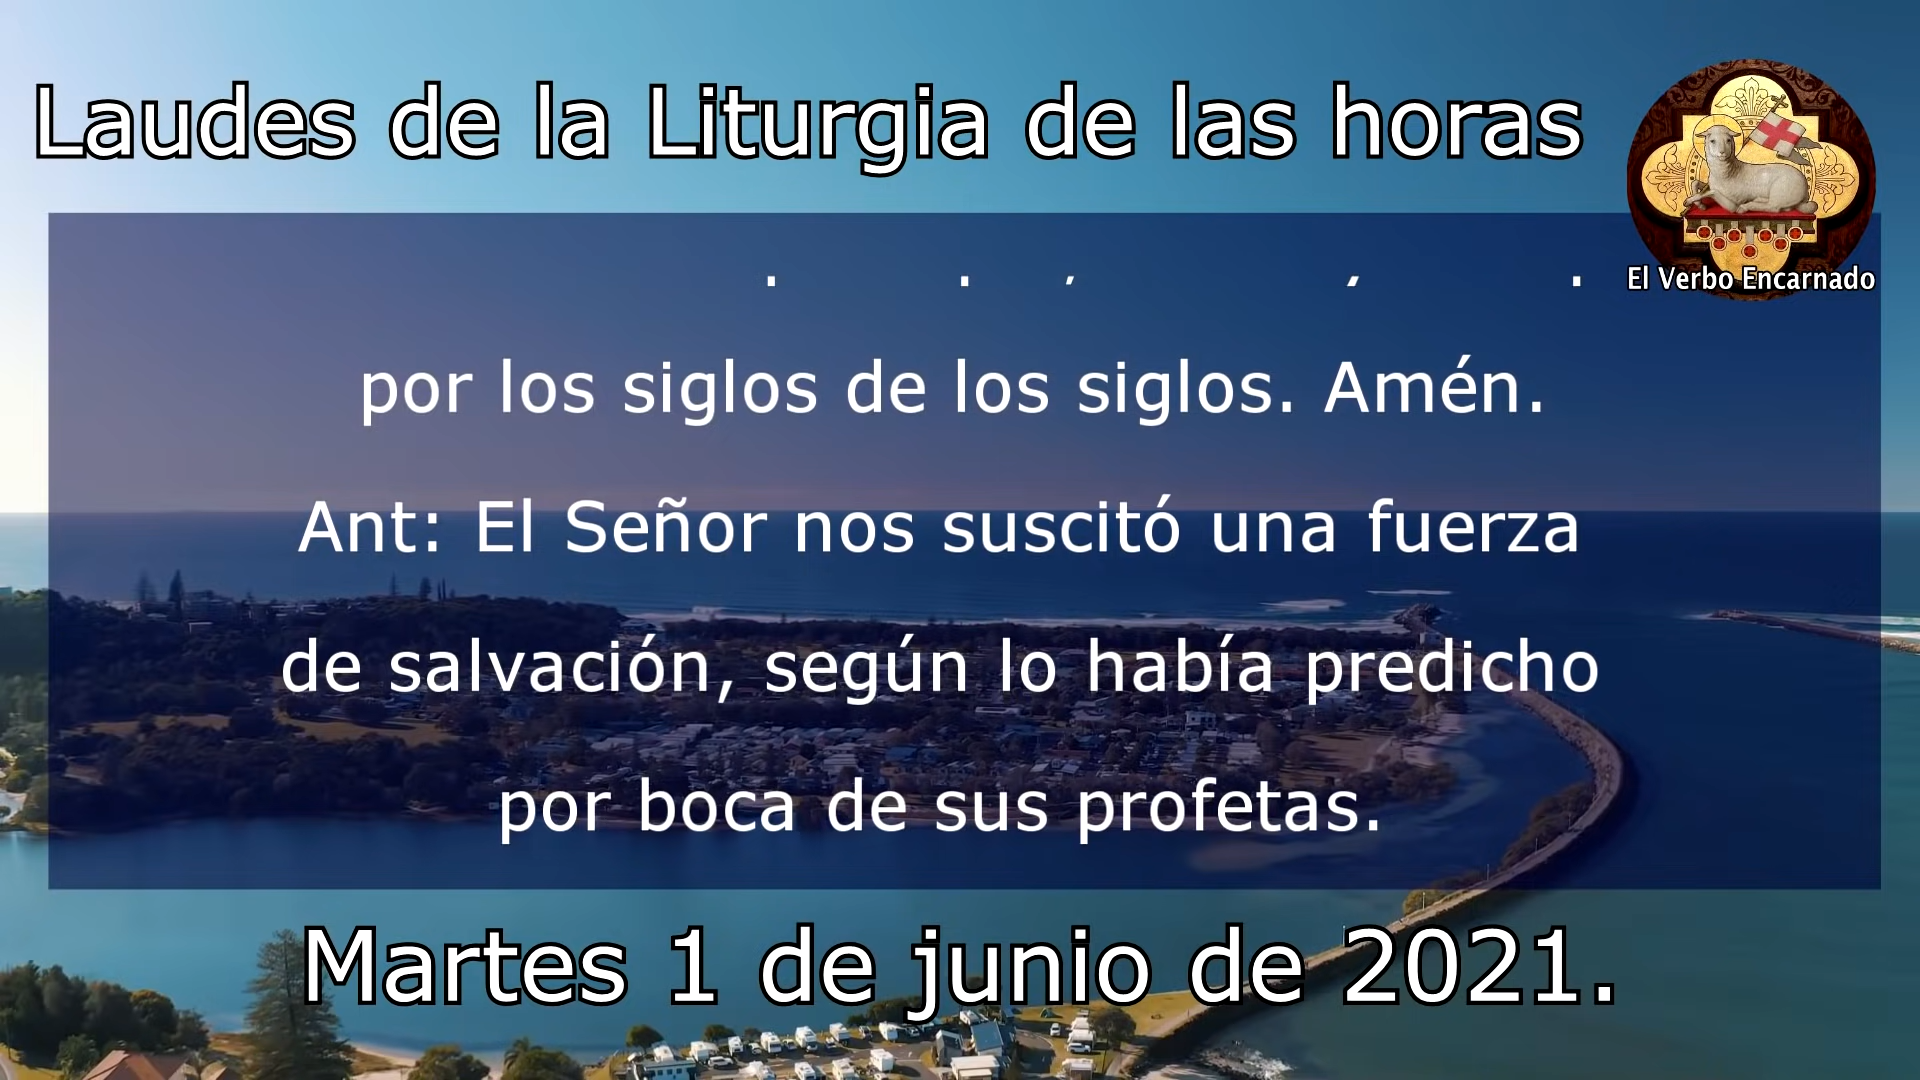 Laudes de la Liturgia de las horas
El Verbo Encarnado
por los siglos de los siglos. Amén.
Ant: El Señor nos suscitó una fuerza
de salvación, según lo había predicho
por boca de sus profetas.
Martes 1 de junio de 2021.